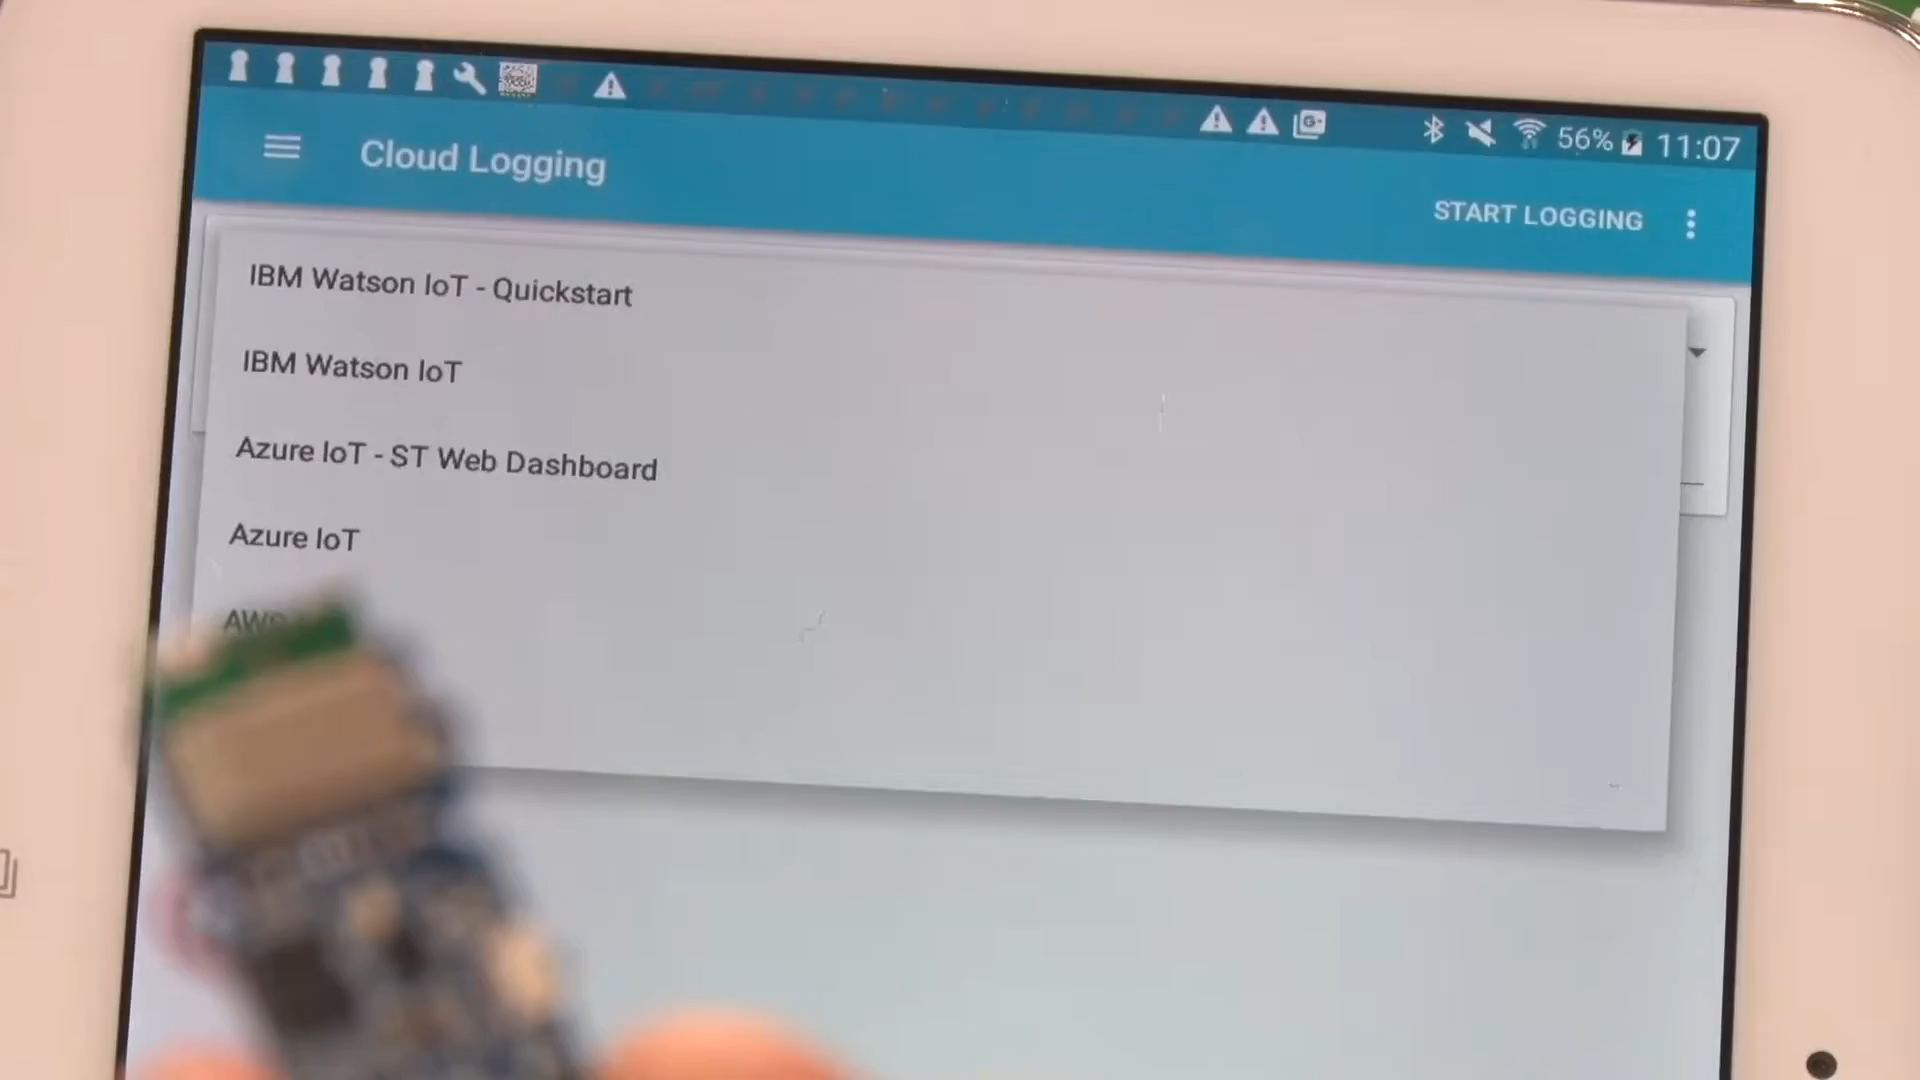 56% 11:07
Cloud Logging
START LOGGING
IBM Watson IoT - Quickstart
IBM Watson IoT
Azure IoT - ST Web Dashboard
Azure IoT
AWS